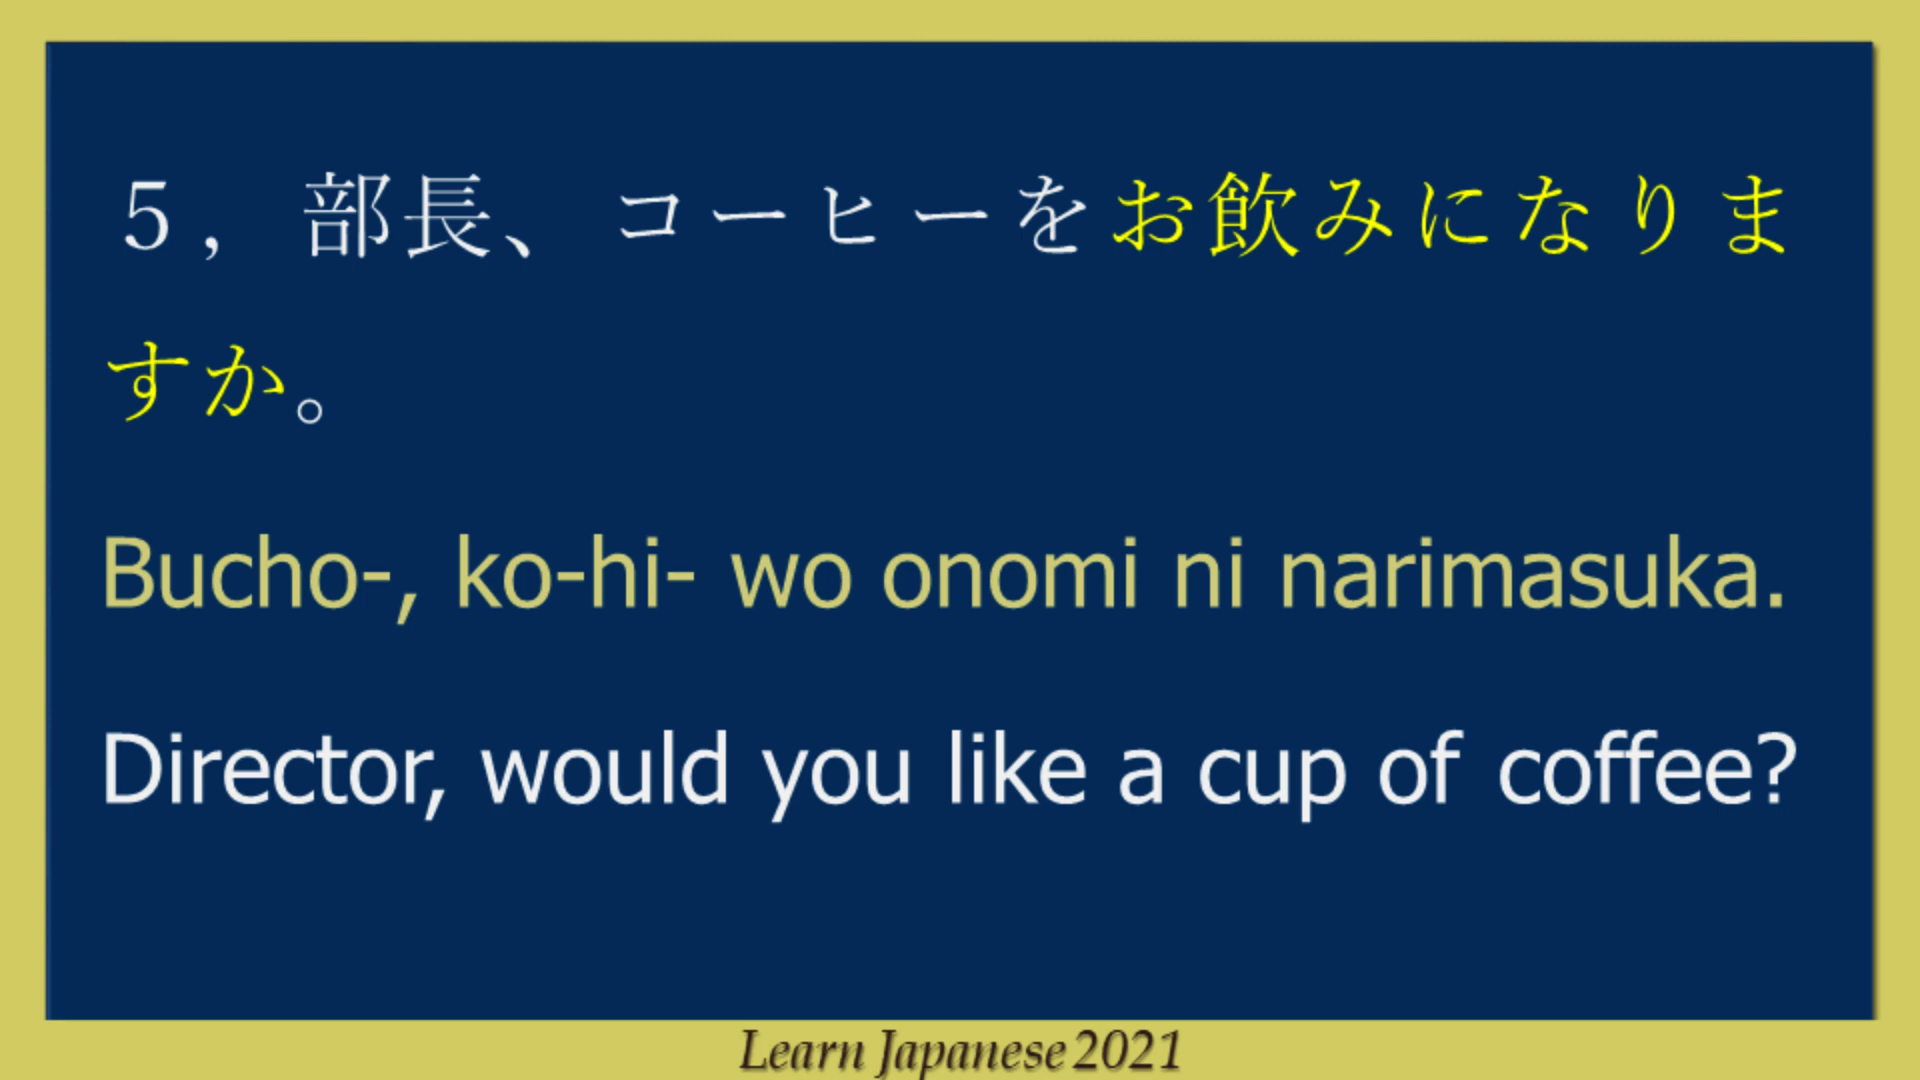 ５， 部長、コーヒーをお飲みになりま
すか。
Bucho-, ko-hi- wo onomi ni narimasuka.
Director, would you like a cup of coffee?
Learn Japanese 2021